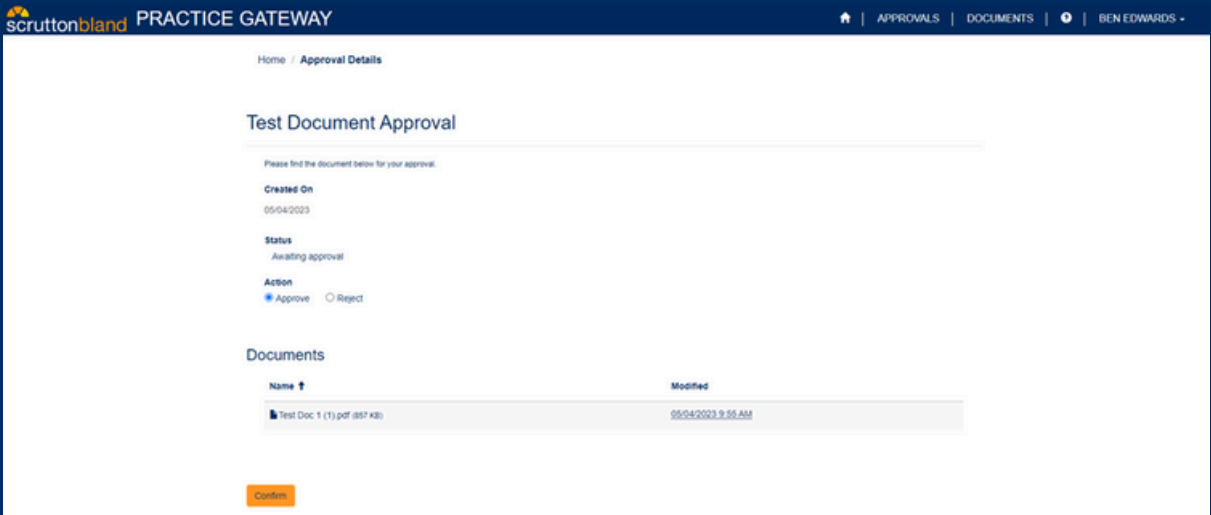 scruttonbland PRACTICE GATEWAY
APPROVALS | DOCUMENTS | | BEN EDWARDS
Home / Approval Details
Test Document Approval
Please find the document below for your approval.
Created On
05/04/2023
Status
Awaiting approval
Action
Approve Reject
Documents
Name Modified
Test Doc 1 (1).pdf (857 KB) 05/04/2023 9:55 AM
Confirm